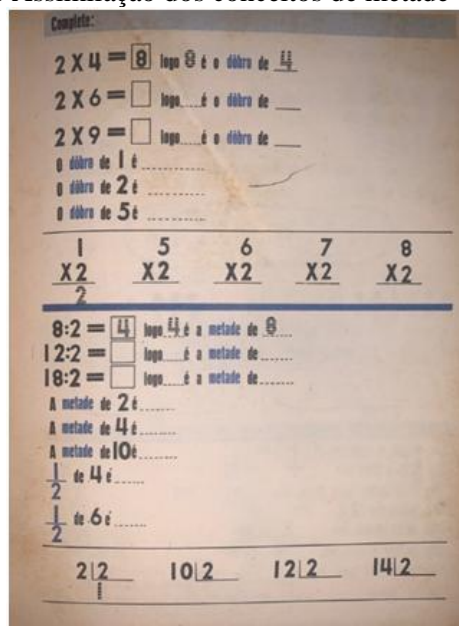 Assimilação dos conceitos de metade
Complete:
2 X 4 = 8 logo 8 é o dôbro de 4
2 X 6 = logo....é o dôbro de ___
2 X 9 = logo....é o dôbro de ___
O dôbro de 1 é ..........
O dôbro de 2 é ..........
O dôbro de 5 é ..........
1 5 6 7 8
X2 X2 X2 X2 X2
2
8:2 = 4 logo 4 é a metade de 8
12:2 = logo....é a metade de.......
18:2 = logo....é a metade de.......
A metade de 2 é........
A metade de 4 é........
A metade de 10 é........
1/2 de 4 é......
1/2 de 6 é......
2|2 10|2 12|2 14|2
1